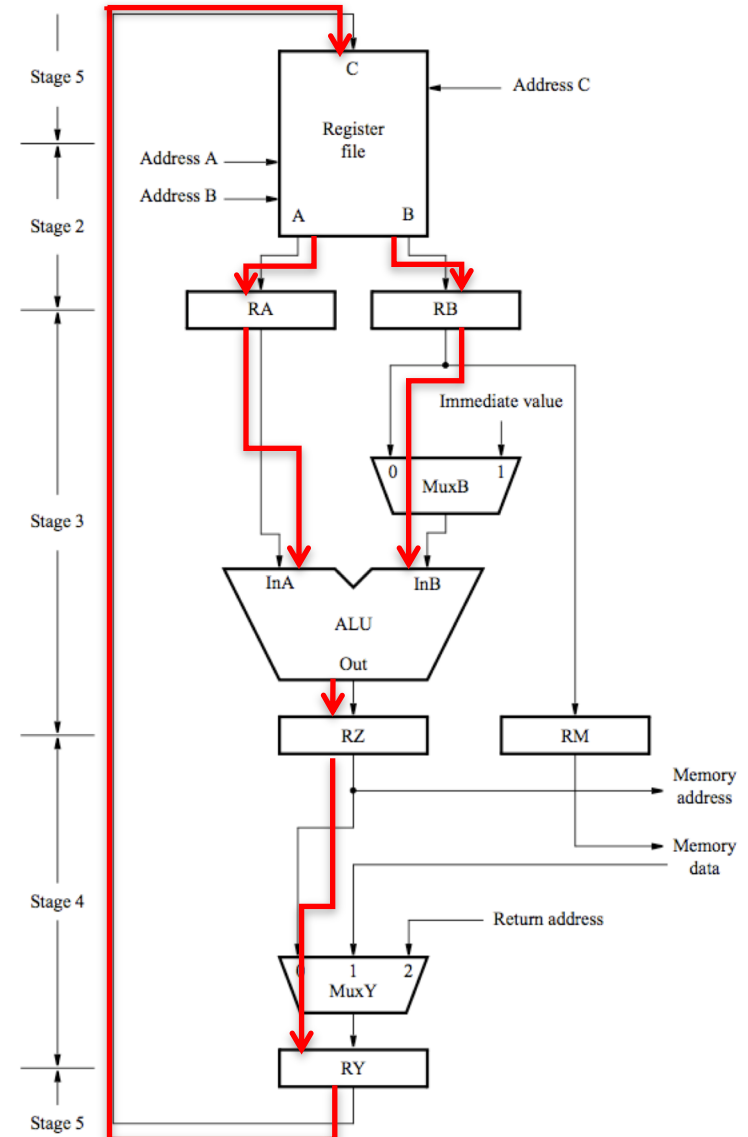 C
Stage 5
Address C
Register
file
Address A
Address B
A
B
Stage 2
RA
RB
Immediate value
0
1
MuxB
Stage 3
InA
InB
ALU
Out
RZ
RM
Memory
address
Memory
data
Stage 4
Return address
0
1
2
MuxY
RY
Stage 5